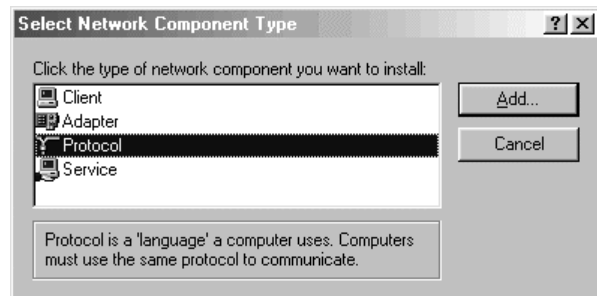 Select Network Component Type
Click the type of network component you want to install:
Client
Adapter
Protocol
Service
Add...
Cancel
Protocol is a 'language' a computer uses. Computers
must use the same protocol to communicate.